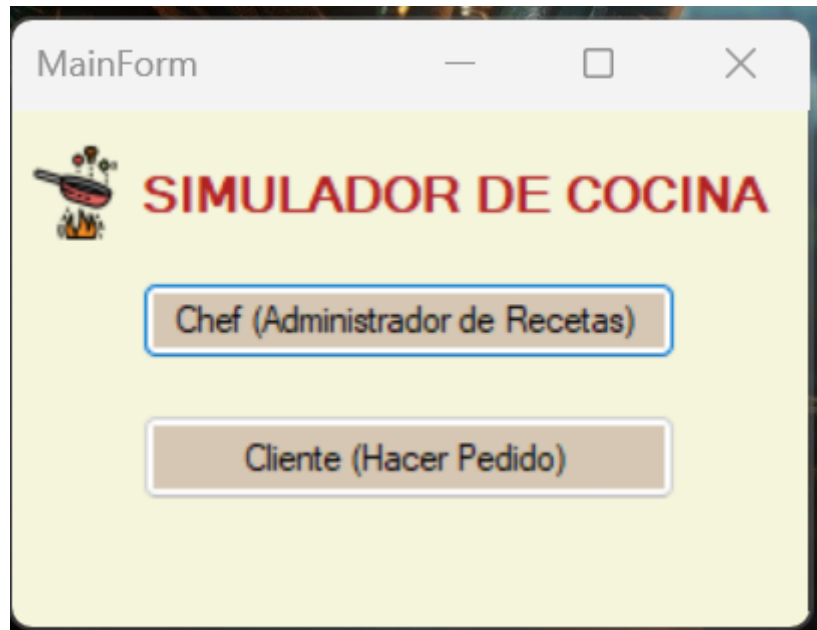 MainForm
SIMULADOR DE COCINA
Chef (Administrador de Recetas)
Cliente (Hacer Pedido)